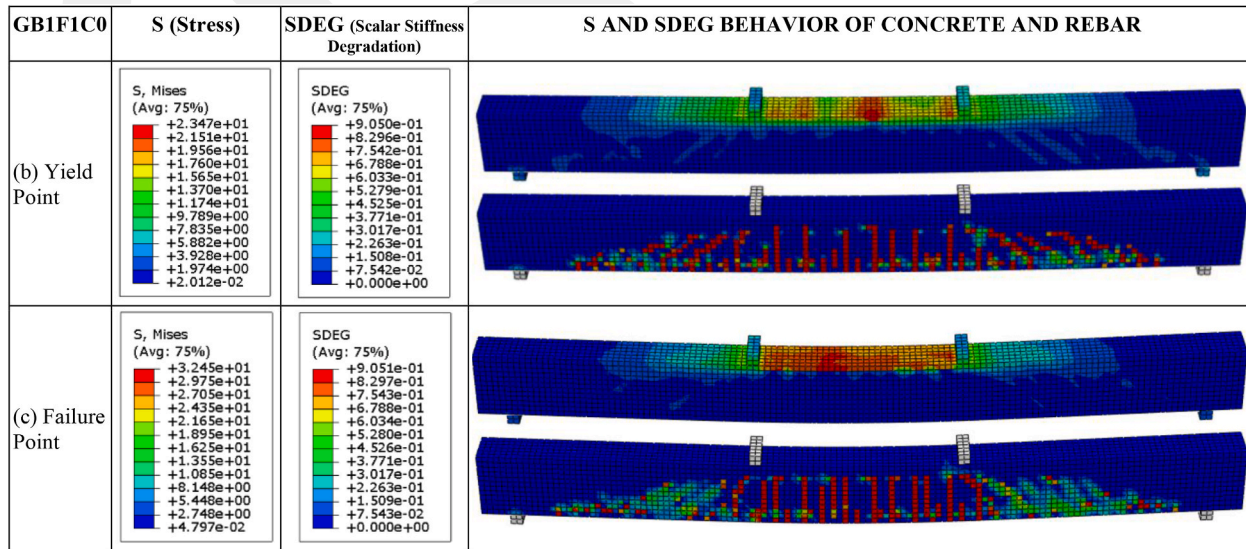 GB1F1C0
S (Stress)
SDEG (Scalar Stiffness
Degradation)
S AND SDEG BEHAVIOR OF CONCRETE AND REBAR
(b) Yield
Point
S, Mises
(Avg: 75%)
+2.347e+01
+2.151e+01
+1.956e+01
+1.760e+01
+1.565e+01
+1.370e+01
+1.174e+01
+9.789e+00
+7.835e+00
+5.882e+00
+3.928e+00
+1.974e+00
+2.012e-02
SDEG
(Avg: 75%)
+9.050e-01
+8.296e-01
+7.542e-01
+6.788e-01
+6.033e-01
+5.279e-01
+4.525e-01
+3.771e-01
+3.017e-01
+2.263e-01
+1.508e-01
+7.542e-02
+0.000e+00
(c) Failure
Point
S, Mises
(Avg: 75%)
+3.245e+01
+2.975e+01
+2.705e+01
+2.435e+01
+2.165e+01
+1.895e+01
+1.625e+01
+1.355e+01
+1.085e+01
+8.148e+00
+5.448e+00
+2.748e+00
+4.797e-02
SDEG
(Avg: 75%)
+9.051e-01
+8.297e-01
+7.543e-01
+6.788e-01
+6.034e-01
+5.280e-01
+4.526e-01
+3.771e-01
+3.017e-01
+2.263e-01
+1.509e-01
+7.543e-02
+0.000e+00